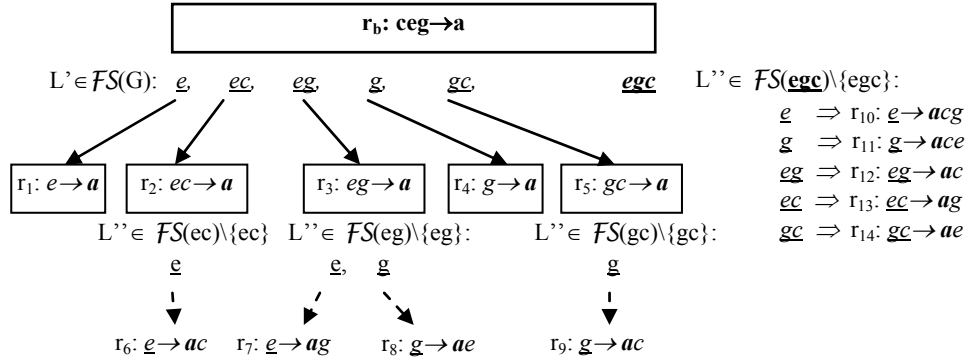 r_b: ceg→a
L'∈ FS(G): e, ec, eg, g, gc, egc L''∈ FS(egc)\{egc}:
e ⇒ r10: e→acg
g ⇒ r11: g→ace
eg ⇒ r12: eg→ac
ec ⇒ r13: ec→ag
gc ⇒ r14: gc→ae
r1: e→a r2: ec→a r3: eg→a r4: g→a r5: gc→a
L''∈ FS(ec)\{ec} L''∈ FS(eg)\{eg}: L''∈ FS(gc)\{gc}:
e e, g g
r6: e→ac r7: e→ag r8: g→ae r9: g→ac